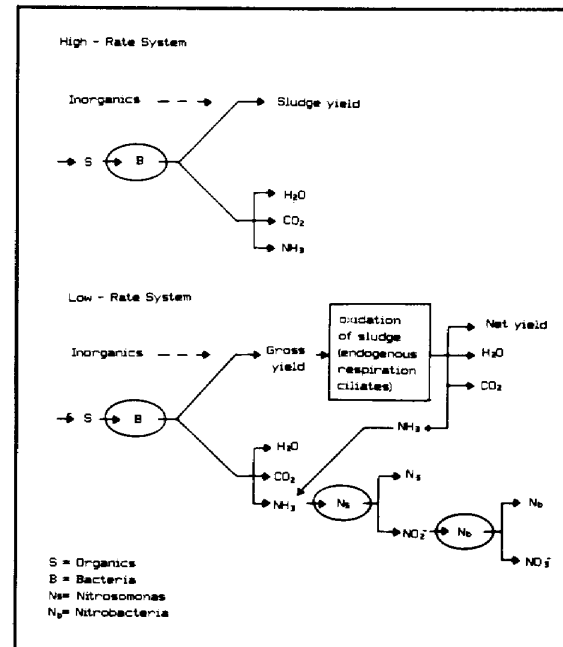 High - Rate System
Inorganics
Sludge yield
S
B
H₂O
CO₂
NH₃
Low - Rate System
oxidation
of sludge
(endogenous
respiration
ciliates)
Net yield
Inorganics
Gross
yield
H₂O
CO₂
S
B
NH₃
H₂O
CO₂
NH₃
Ns
Ns
NO₂⁻
Nb
Nb
NO₃⁻
S = Organics
B = Bacteria
Ns= Nitrosomonas
Nb= Nitrobacteria